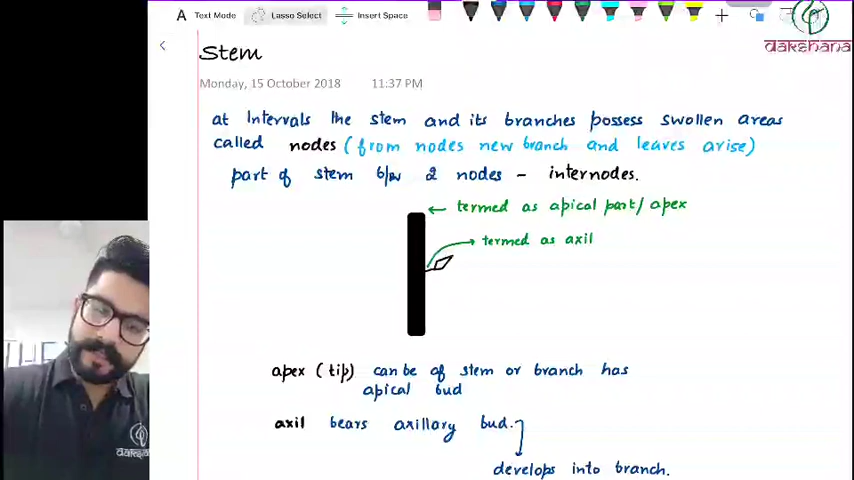 Text Mode Lasso Select Insert Space
dakshana
Stem
Monday, 15 October 2018 11:37 PM
at Intervals the stem and its branches possess swollen areas
called nodes (from nodes new branch and leaves arise)
part of stem b/w 2 nodes - internodes.
← termed as apical part/apex
→ termed as axil
apex (tip) can be of stem or branch has
apical bud
axil bears axillary bud.
develops into branch.
dakshana